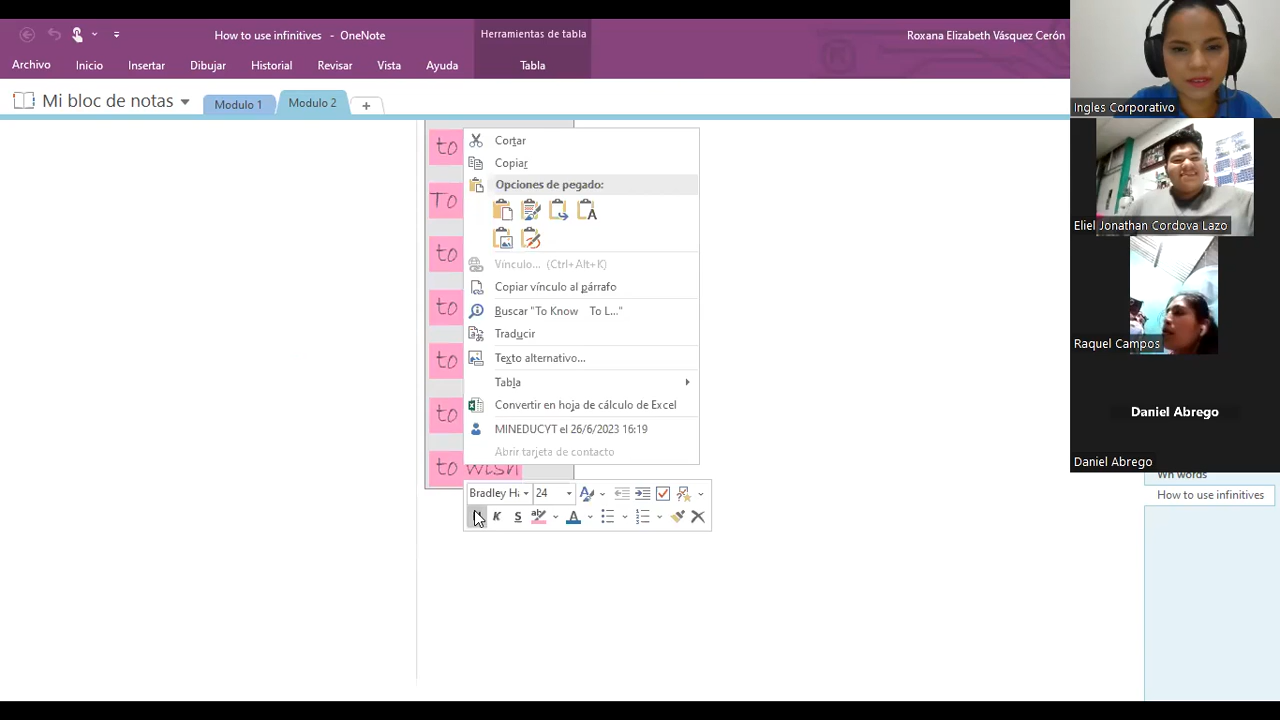 How to use infinitives - OneNote
Herramientas de tabla
Roxana Elizabeth Vásquez Cerón
Archivo Inicio Insertar Dibujar Historial Revisar Vista Ayuda Tabla
Mi bloc de notas Modulo 1 Modulo 2 +
to
To
to
to
to
to
to wish
Cortar
Copiar
Opciones de pegado:
Vínculo... (Ctrl+Alt+K)
Copiar vínculo al párrafo
Buscar "To Know To L..."
Traducir
Texto alternativo...
Tabla
Convertir en hoja de cálculo de Excel
MINEDUCYT el 26/6/2023 16:19
Abrir tarjeta de contacto
24
K S
Ingles Corporativo
Eliel Jonathan Cordova Lazo
Raquel Campos
Daniel Abrego
Daniel Abrego
Wh words
How to use infinitives